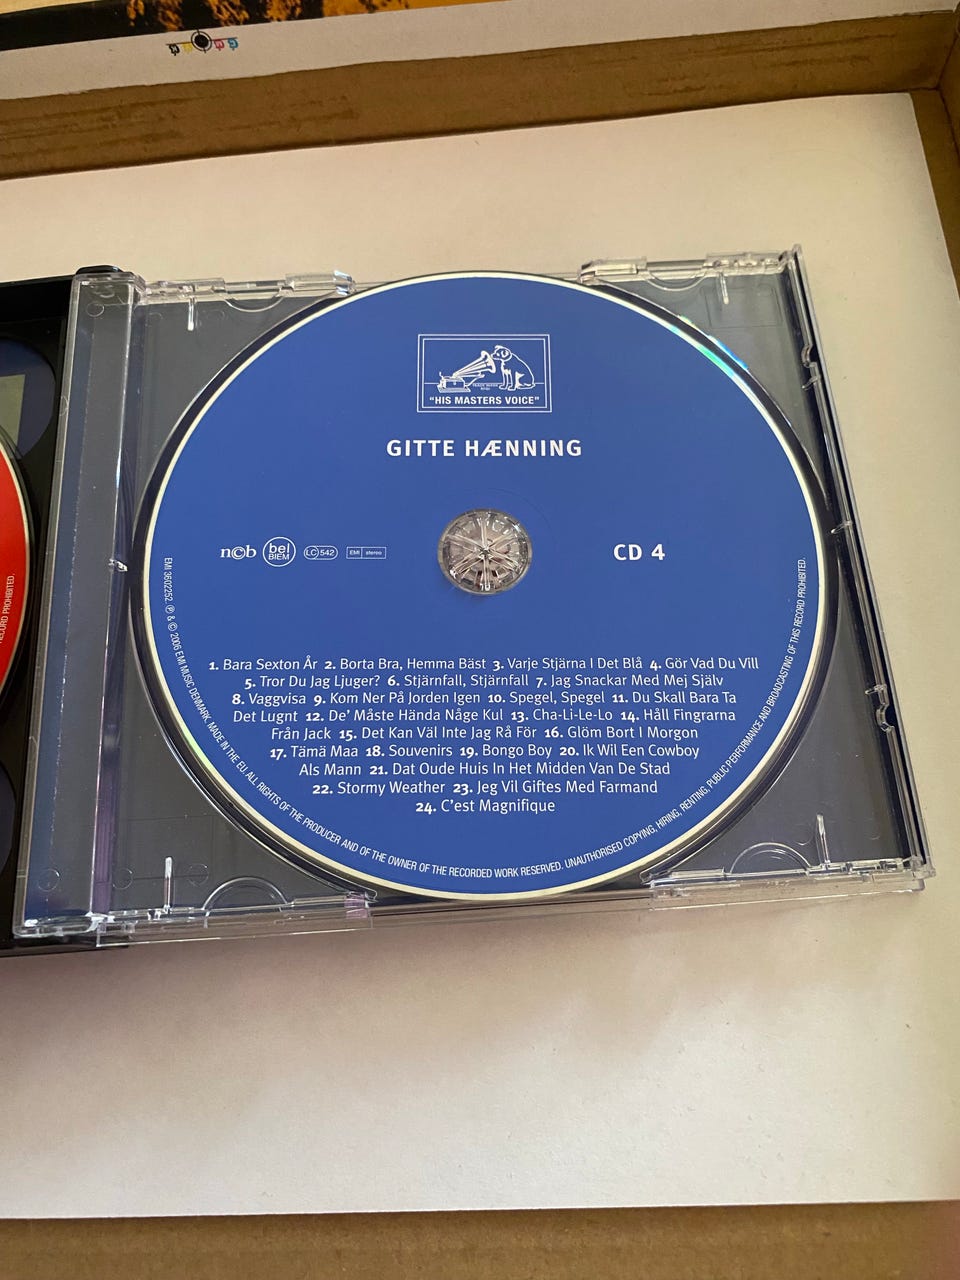 "HIS MASTERS VOICE"
GITTE HÆNNING
ncb bel BIEM LC 542 EMI stereo
CD 4
1. Bara Sexton År 2. Borta Bra, Hemma Bäst 3. Varje Stjärna I Det Blå 4. Gör Vad Du Vill
5. Tror Du Jag Ljuger? 6. Stjärnfall, Stjärnfall 7. Jag Snackar Med Mej Själv
8. Vaggvisa 9. Kom Ner På Jorden Igen 10. Spegel, Spegel 11. Du Skall Bara Ta
Det Lugnt 12. De' Måste Hända Någe Kul 13. Cha-Li-Le-Lo 14. Håll Fingrarna
Från Jack 15. Det Kan Väl Inte Jag Rå För 16. Glöm Bort I Morgon
17. Tämä Maa 18. Souvenirs 19. Bongo Boy 20. Ik Wil Een Cowboy
Als Mann 21. Dat Oude Huis In Het Midden Van De Stad
22. Stormy Weather 23. Jeg Vil Giftes Med Farmand
24. C'est Magnifique
EMI 3602252. ℗ & © 2006 EMI MUSIC DENMARK. MADE IN THE EU. ALL RIGHTS OF THE PRODUCER AND OF THE OWNER OF THE RECORDED WORK RESERVED. UNAUTHORISED COPYING, HIRING, RENTING, PUBLIC PERFORMANCE AND BROADCASTING OF THIS RECORD PROHIBITED.
RECORD PROHIBITED.